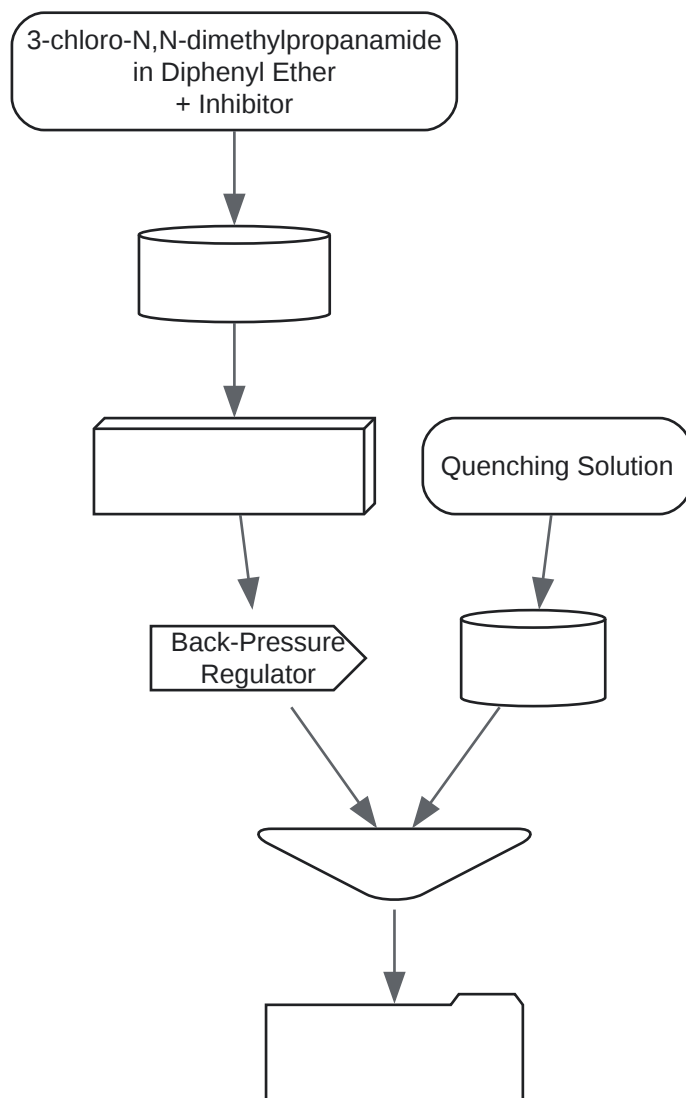 3-chloro-N,N-dimethylpropanamide
in Diphenyl Ether
+ Inhibitor
Quenching Solution
Back-Pressure
Regulator